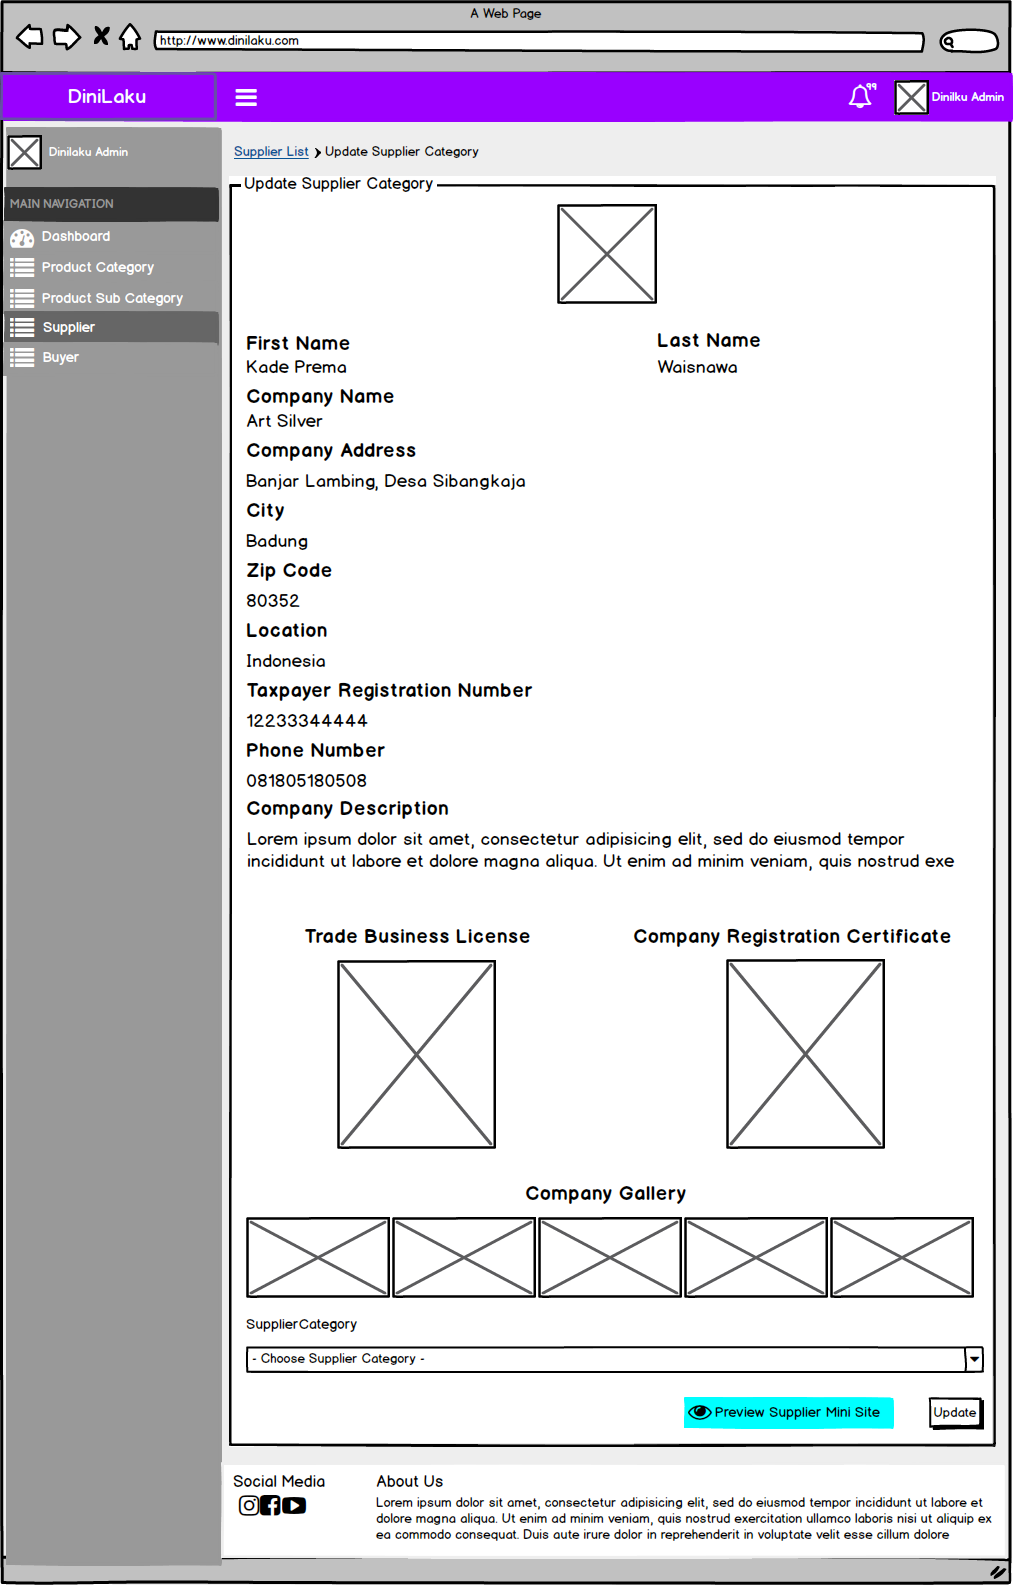 A Web Page
http://www.dinilaku.com
DiniLaku
99
Dinilku Admin
Dinilaku Admin
MAIN NAVIGATION
Dashboard
Product Category
Product Sub Category
Supplier
Buyer
Supplier List > Update Supplier Category
Update Supplier Category
First Name
Last Name
Kade Prema
Waisnawa
Company Name
Art Silver
Company Address
Banjar Lambing, Desa Sibangkaja
City
Badung
Zip Code
80352
Location
Indonesia
Taxpayer Registration Number
12233344444
Phone Number
081805180508
Company Description
Lorem ipsum dolor sit amet, consectetur adipisicing elit, sed do eiusmod tempor
incididunt ut labore et dolore magna aliqua. Ut enim ad minim veniam, quis nostrud exe
Trade Business License
Company Registration Certificate
Company Gallery
SupplierCategory
- Choose Supplier Category -
Preview Supplier Mini Site
Update
Social Media
About Us
Lorem ipsum dolor sit amet, consectetur adipisicing elit, sed do eiusmod tempor incididunt ut labore et
dolore magna aliqua. Ut enim ad minim veniam, quis nostrud exercitation ullamco laboris nisi ut aliquip ex
ea commodo consequat. Duis aute irure dolor in reprehenderit in voluptate velit esse cillum dolore